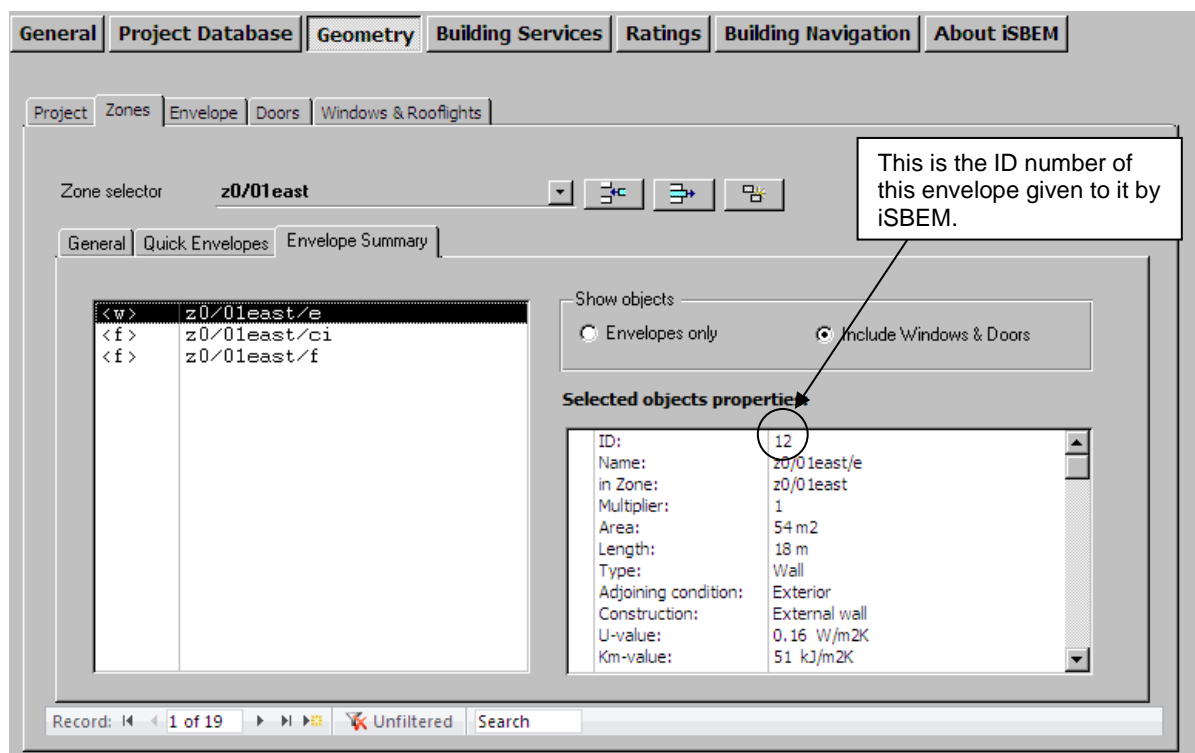 General Project Database Geometry Building Services Ratings Building Navigation About iSBEM
Project Zones Envelope Doors Windows & Rooflights
This is the ID number of
this envelope given to it by
iSBEM.
Zone selector z0/01east
General Quick Envelopes Envelope Summary
<w> z0/01east/e
<f> z0/01east/ci
<f> z0/01east/f
Show objects
Envelopes only Include Windows & Doors
Selected objects properties
ID: 12
Name: z0/01east/e
in Zone: z0/01east
Multiplier: 1
Area: 54 m2
Length: 18 m
Type: Wall
Adjoining condition: Exterior
Construction: External wall
U-value: 0.16 W/m2K
Km-value: 51 kJ/m2K
Record: 1 of 19 Unfiltered Search